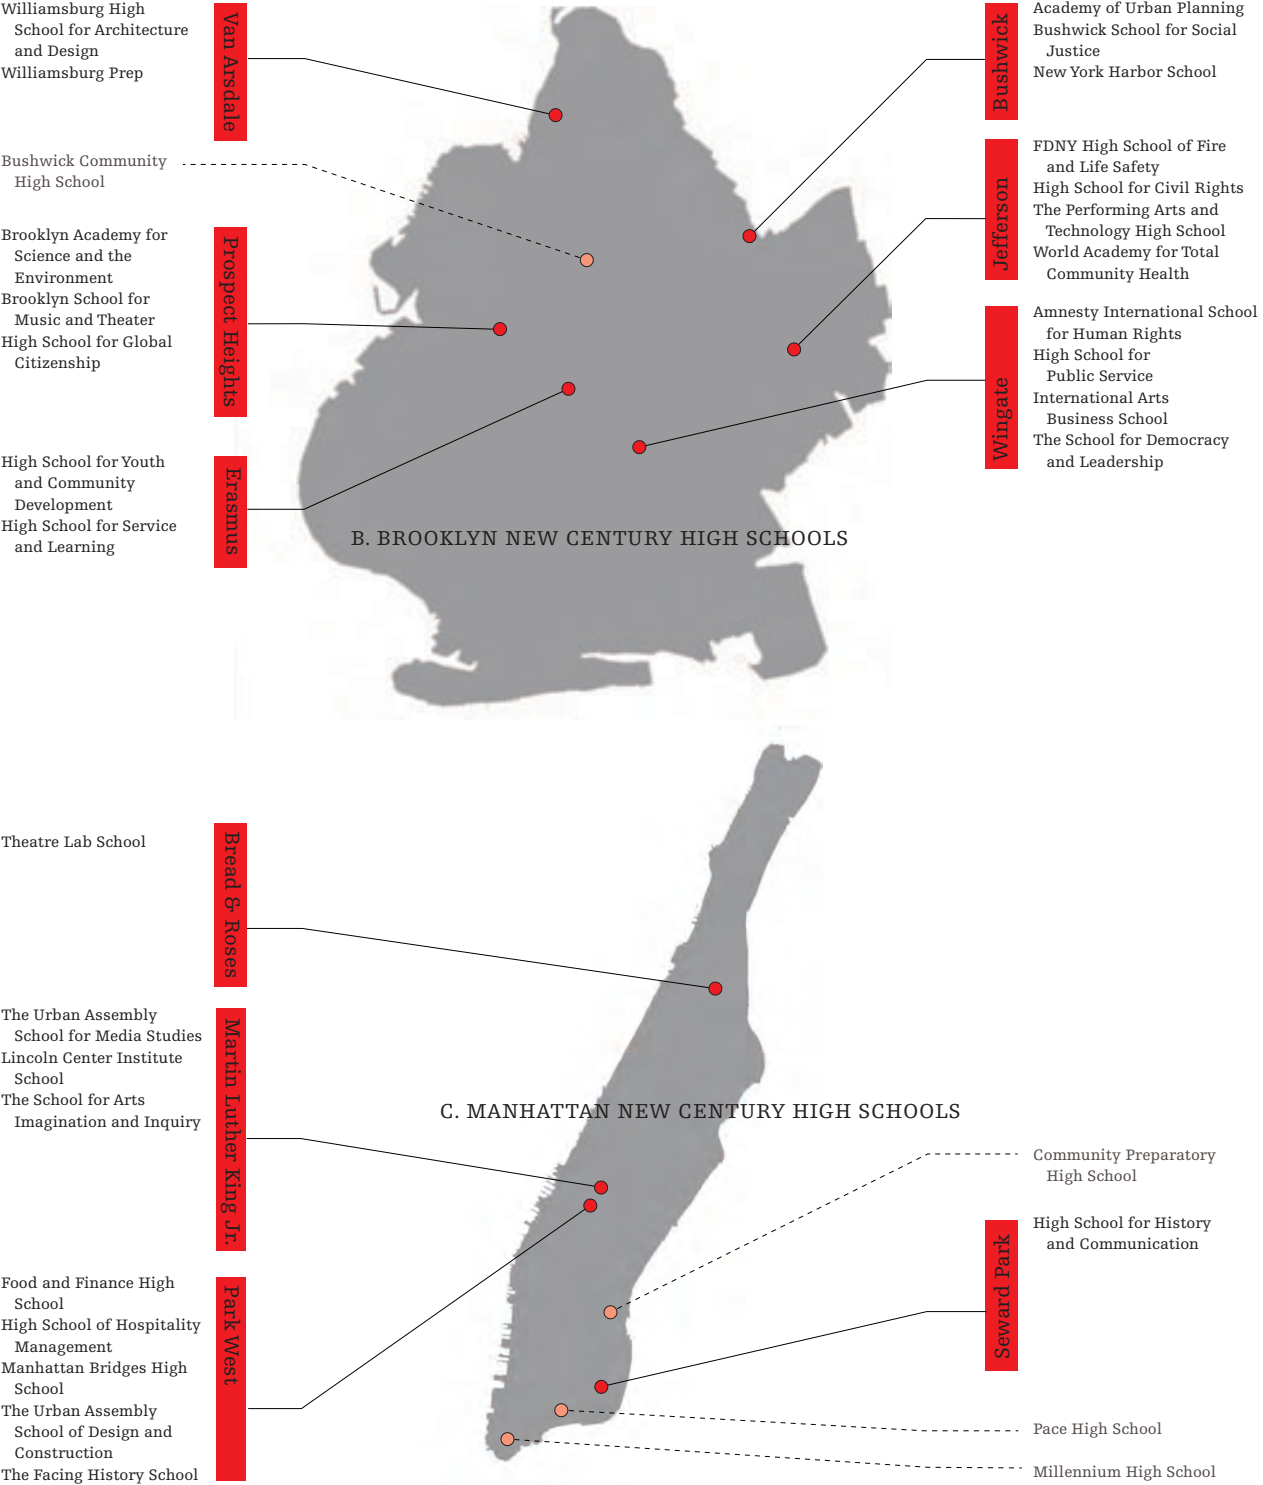 Williamsburg High
School for Architecture
and Design
Williamsburg Prep
Van Arsdale
Bushwick Community
High School
Brooklyn Academy for
Science and the
Environment
Brooklyn School for
Music and Theater
High School for Global
Citizenship
Prospect Heights
High School for Youth
and Community
Development
High School for Service
and Learning
Erasmus
Bushwick
Academy of Urban Planning
Bushwick School for Social
Justice
New York Harbor School
Jefferson
FDNY High School of Fire
and Life Safety
High School for Civil Rights
The Performing Arts and
Technology High School
World Academy for Total
Community Health
Wingate
Amnesty International School
for Human Rights
High School for
Public Service
International Arts
Business School
The School for Democracy
and Leadership
B. BROOKLYN NEW CENTURY HIGH SCHOOLS
Theatre Lab School
Bread & Roses
The Urban Assembly
School for Media Studies
Lincoln Center Institute
School
The School for Arts
Imagination and Inquiry
Martin Luther King Jr.
Food and Finance High
School
High School of Hospitality
Management
Manhattan Bridges High
School
The Urban Assembly
School of Design and
Construction
The Facing History School
Park West
C. MANHATTAN NEW CENTURY HIGH SCHOOLS
Community Preparatory
High School
Seward Park
High School for History
and Communication
Pace High School
Millennium High School